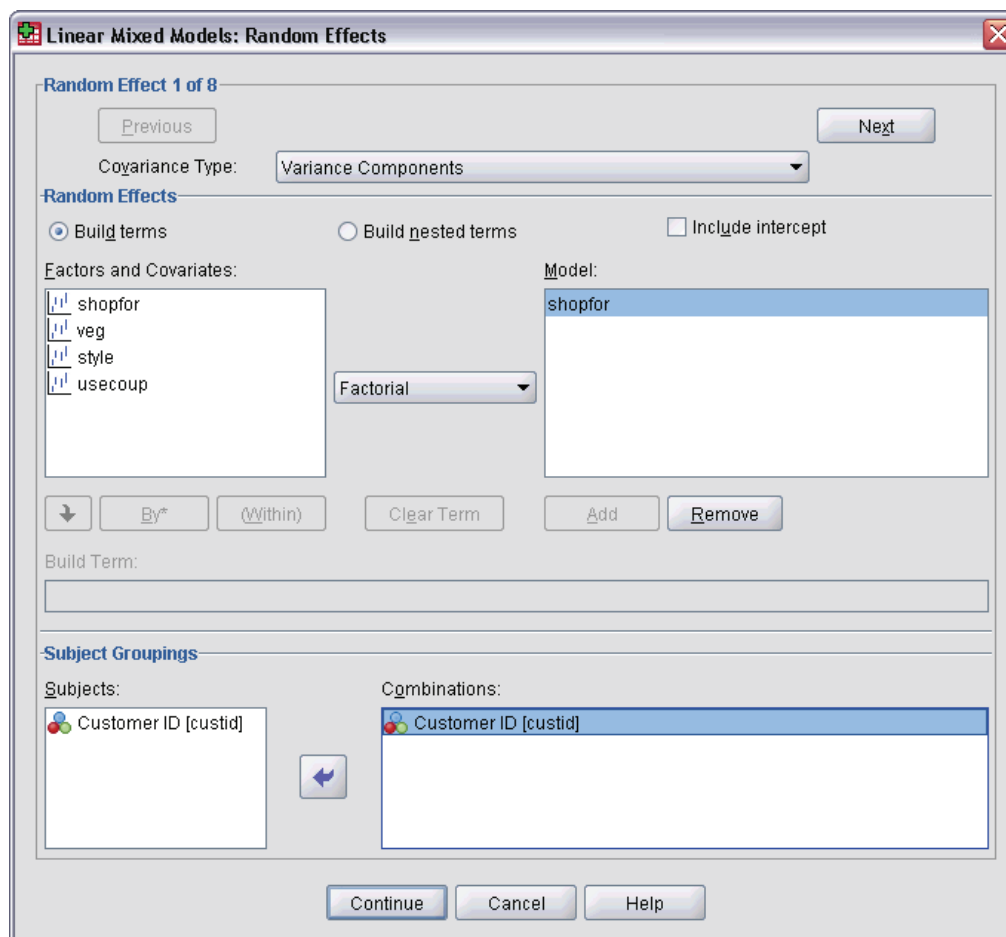 Linear Mixed Models: Random Effects
Random Effect 1 of 8
Previous
Next
Covariance Type:
Variance Components
Random Effects
Build terms
Build nested terms
Include intercept
Factors and Covariates:
Model:
shopfor
veg
style
usecoup
Factorial
shopfor
By*
(Within)
Clear Term
Add
Remove
Build Term:
Subject Groupings
Subjects:
Combinations:
Customer ID [custid]
Customer ID [custid]
Continue
Cancel
Help